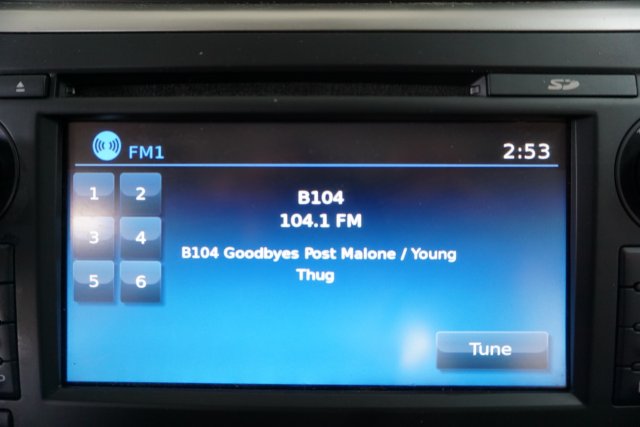 SD
FM1 2:53
1 2
B104
104.1 FM
3 4
B104 Goodbyes Post Malone / Young
Thug
5 6
Tune